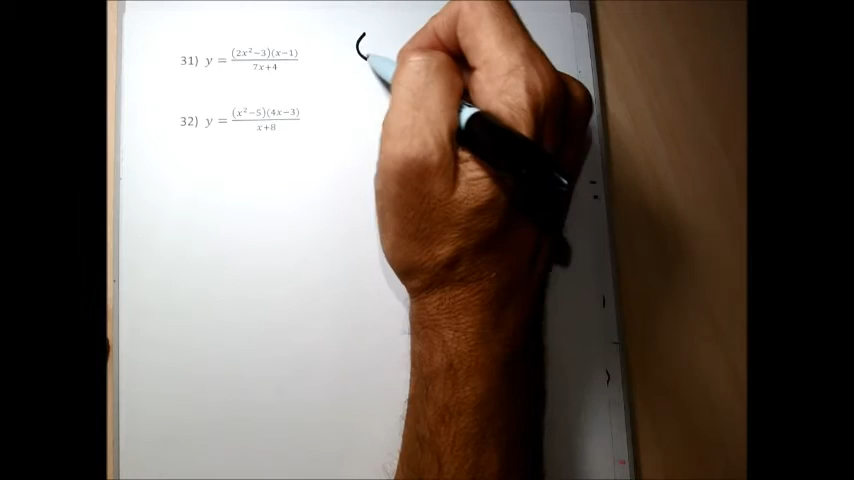 31) y = (2x²−3)(x−1) / 7x+4
32) y = (x²−5)(4x−3) / x+8